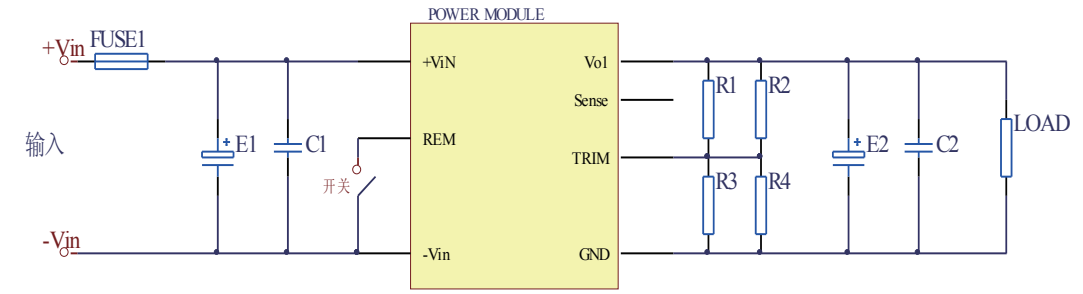 POWER MODULE
+Vin FUSE1
+ViN Vo1
R1 R2
Sense
输入 + E1 C1 REM + E2 C2 LOAD
TRIM
开关 R3 R4
-Vin -Vin GND